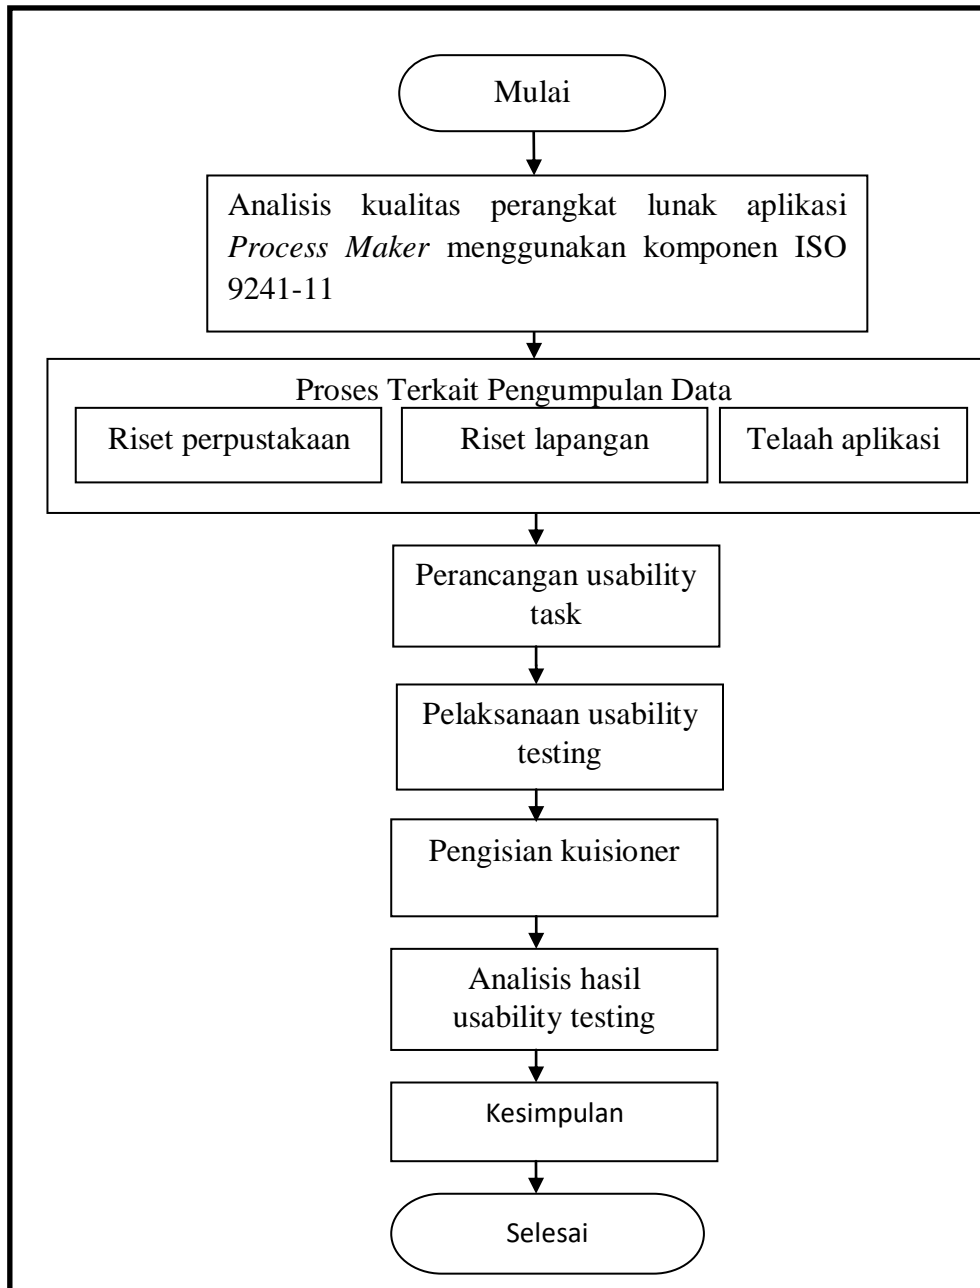 Mulai
Analisis kualitas perangkat lunak aplikasi
Process Maker menggunakan komponen ISO
9241-11
Proses Terkait Pengumpulan Data
Riset perpustakaan
Riset lapangan
Telaah aplikasi
Perancangan usability
task
Pelaksanaan usability
testing
Pengisian kuisioner
Analisis hasil
usability testing
Kesimpulan
Selesai